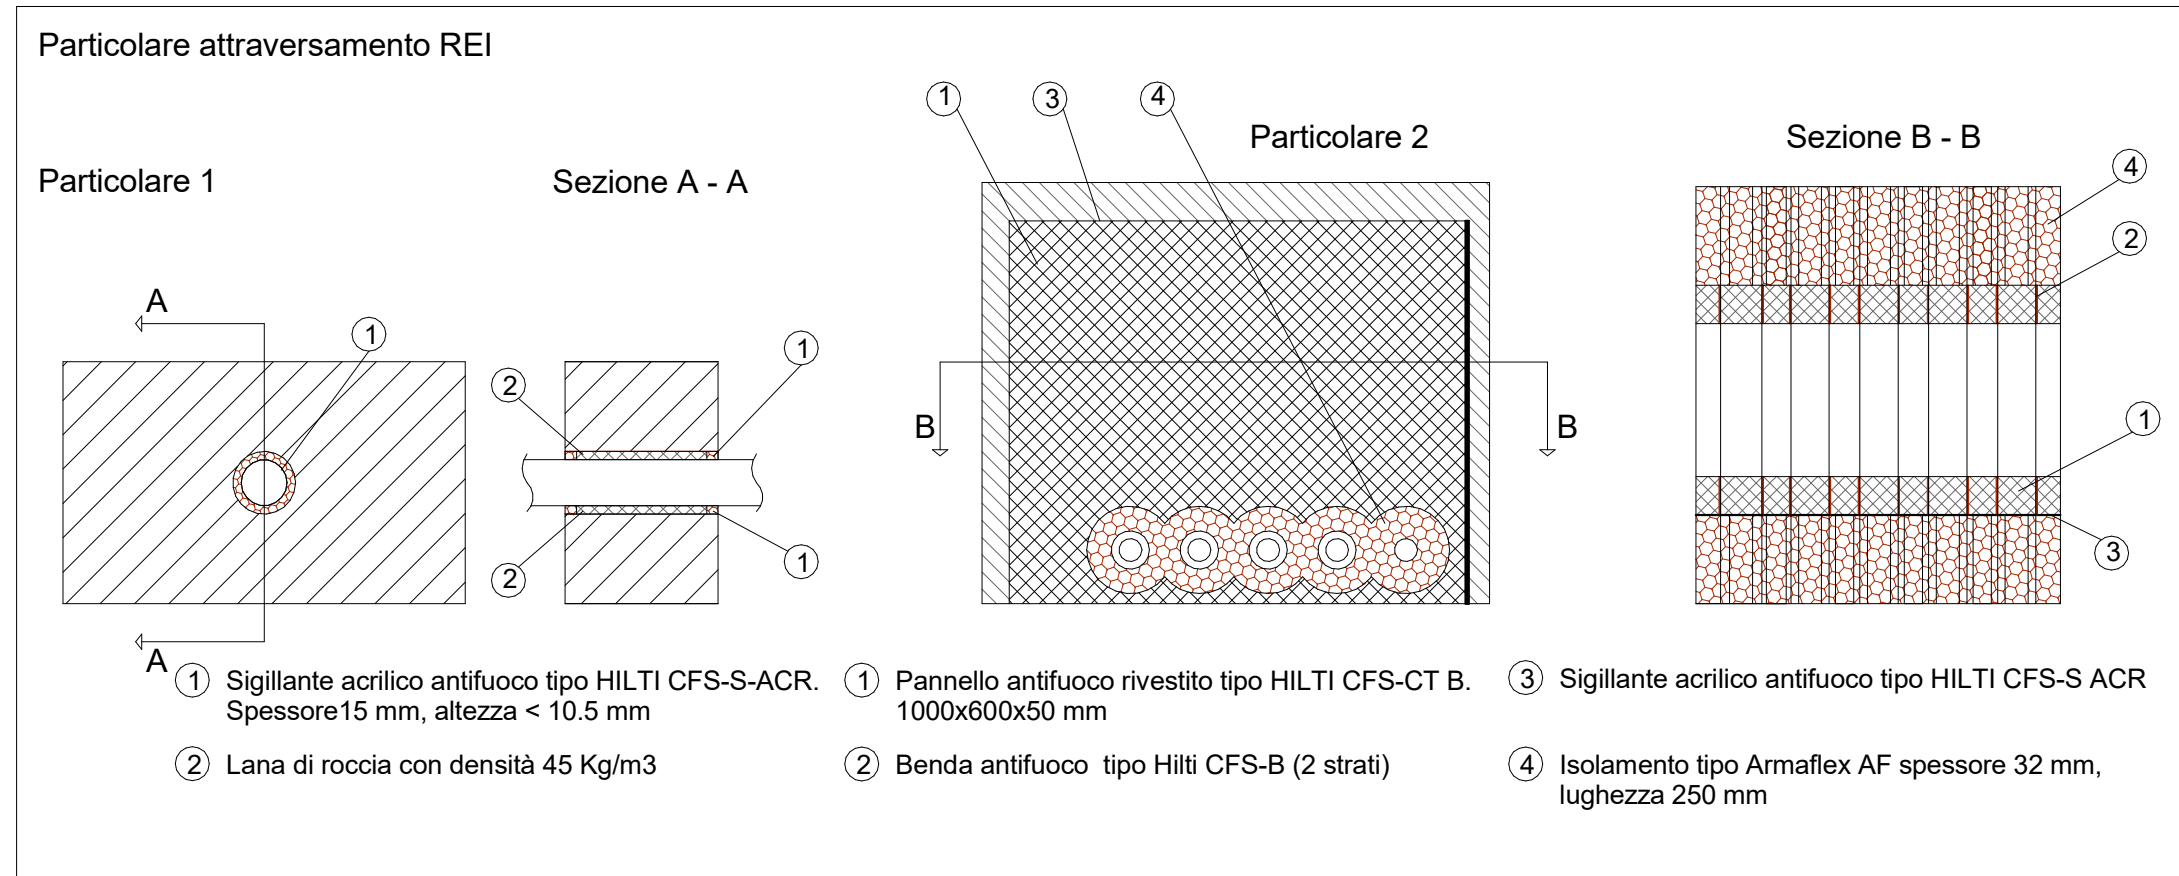 Particolare attraversamento REI
1
3
4
Particolare 2
Sezione B - B
4
Particolare 1
Sezione A - A
2
A
1
1
2
B
B
1
2
1
3
A
1 Sigillante acrilico antifuoco tipo HILTI CFS-S-ACR.
Spessore15 mm, altezza < 10.5 mm
2 Lana di roccia con densità 45 Kg/m3
1 Pannello antifuoco rivestito tipo HILTI CFS-CT B.
1000x600x50 mm
2 Benda antifuoco tipo Hilti CFS-B (2 strati)
3 Sigillante acrilico antifuoco tipo HILTI CFS-S ACR
4 Isolamento tipo Armaflex AF spessore 32 mm,
lughezza 250 mm